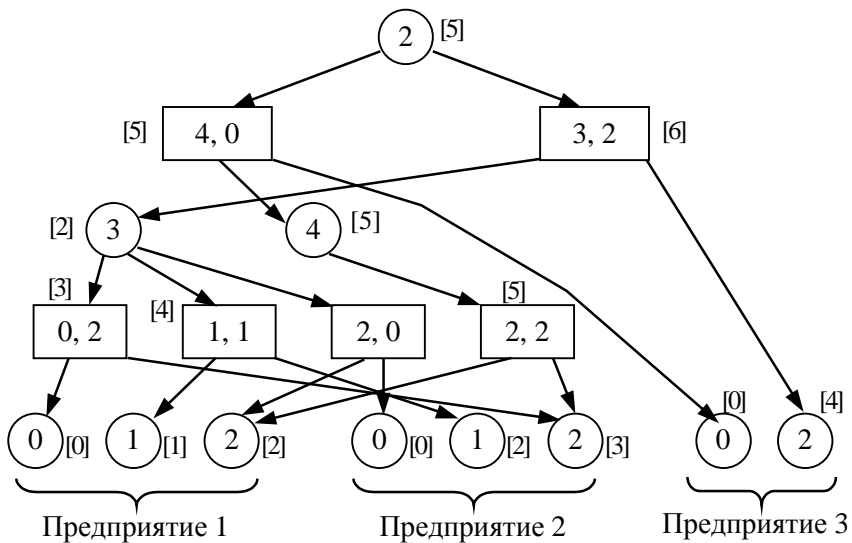 2 [5]
[5] 4, 0 3, 2 [6]
[2] 3 4 [5]
[3] [4] [5]
0, 2 1, 1 2, 0 2, 2
[0] [4]
0 [0] 1 [1] 2 [2] 0 [0] 1 [2] 2 [3] 0 2
Предприятие 1 Предприятие 2 Предприятие 3